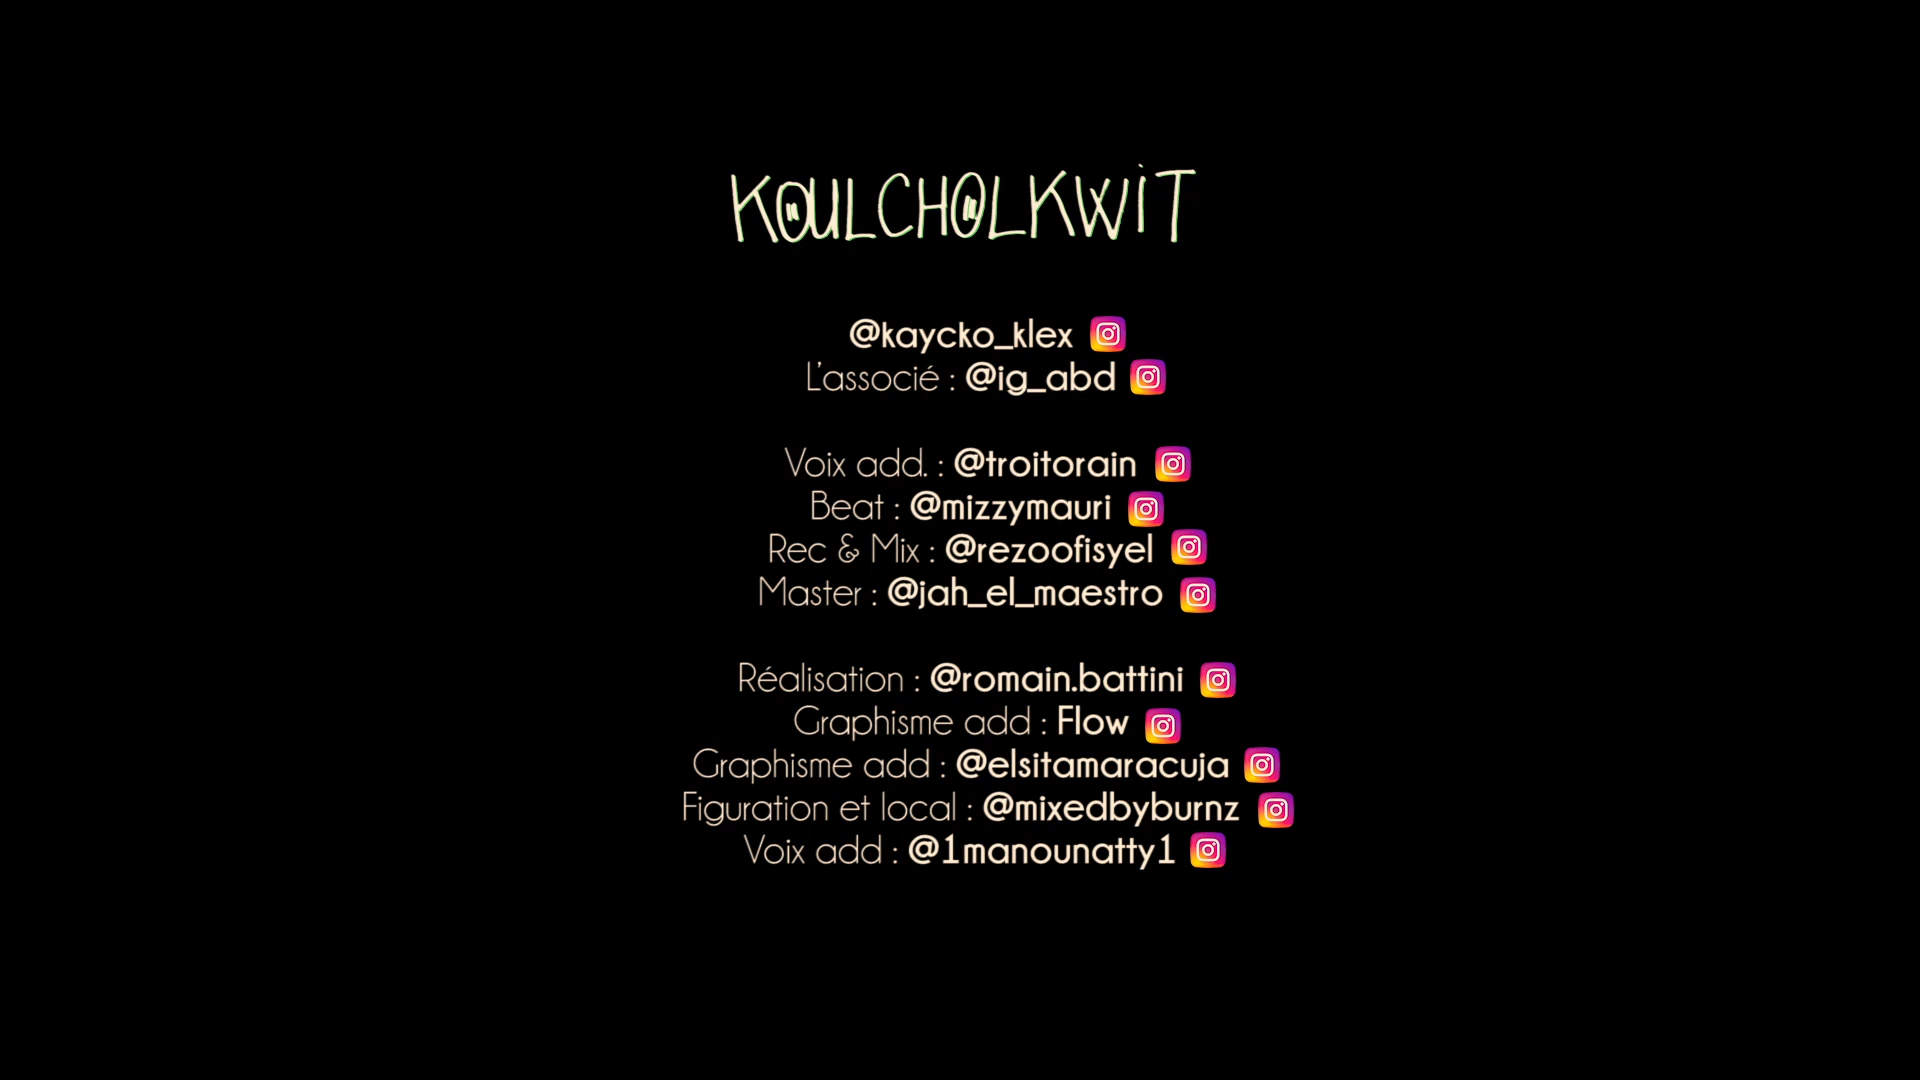 KOULCHOLKWIT
@kaycko_klex
L'associé : @ig_abd
Voix add. : @troitorain
Beat : @mizzymauri
Rec & Mix : @rezoofisyel
Master : @jah_el_maestro
Réalisation : @romain.battini
Graphisme add : Flow
Graphisme add : @elsitamaracuja
Figuration et local : @mixedbyburnz
Voix add : @1manounatty1